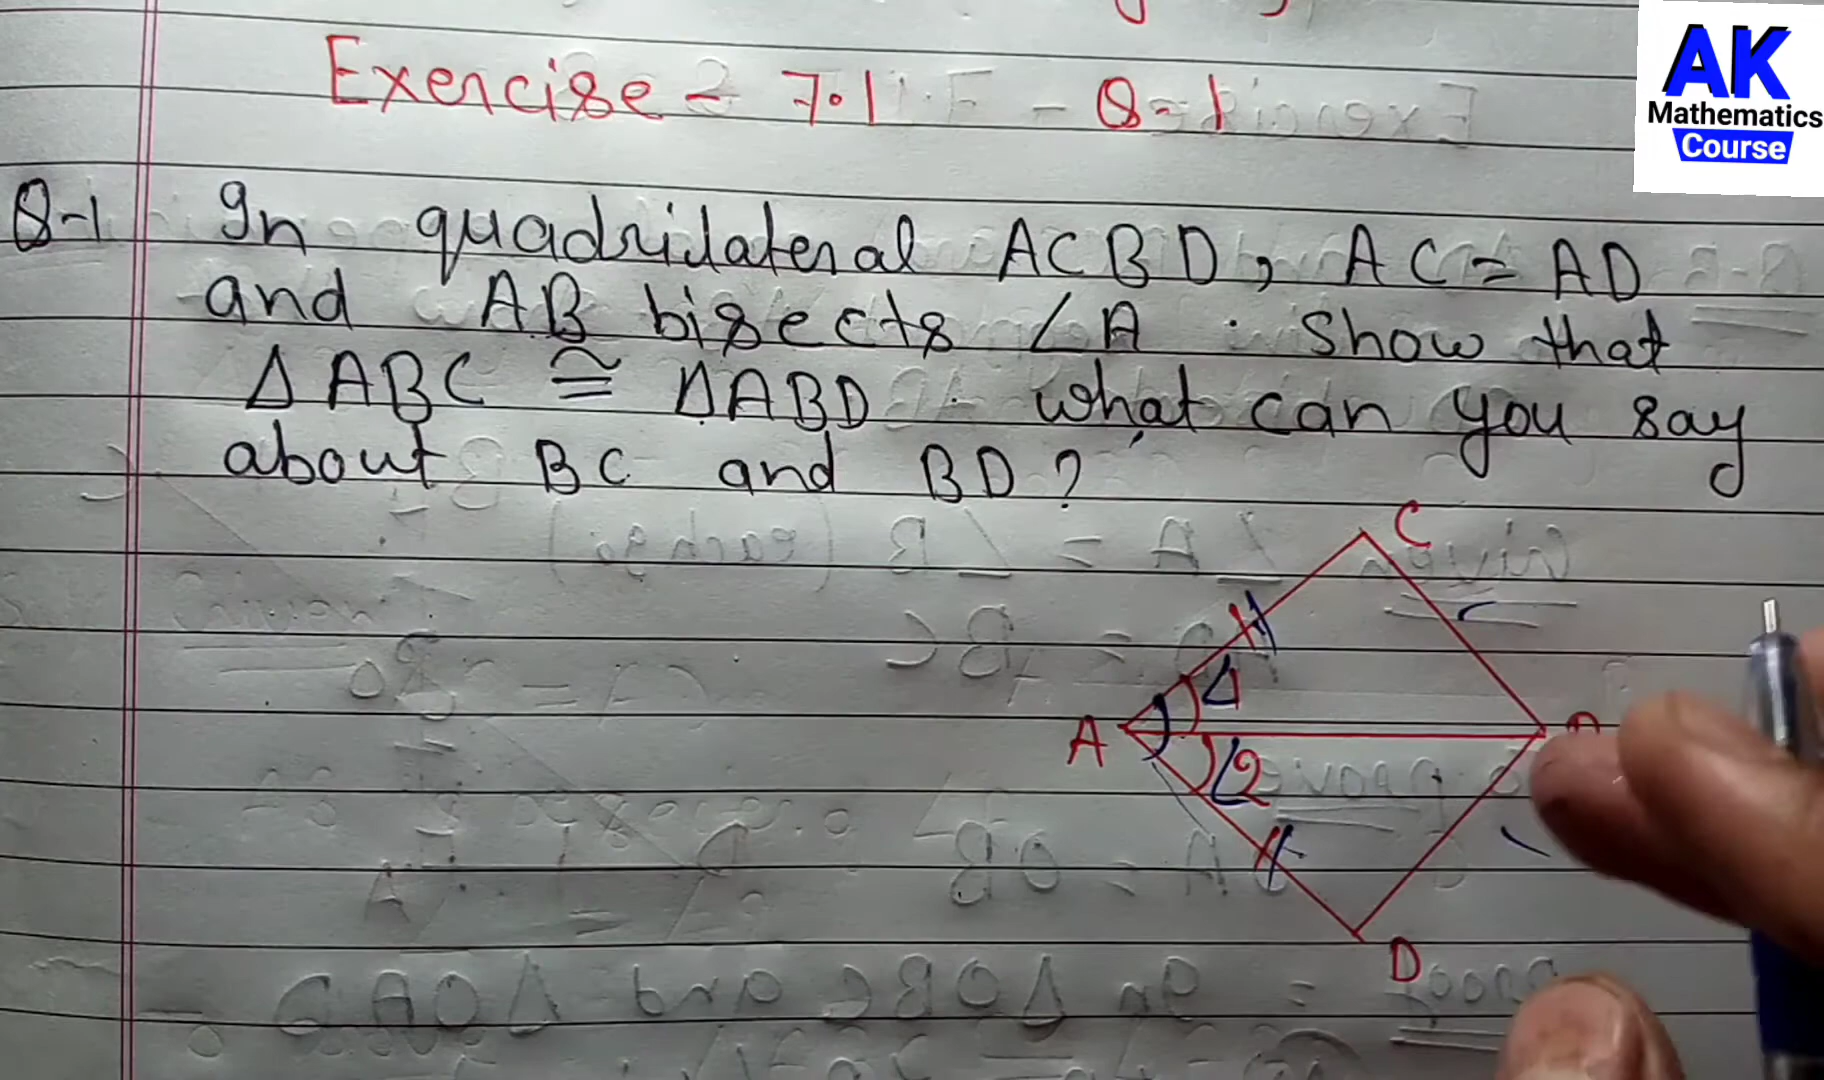 AK
Mathematics
Course
Exercise - 7.1 Q-1
Q-1 In quadrilateral ACBD, AC = AD
and AB bisects ∠A. Show that
ΔABC ≅ ΔABD. what can you say
about BC and BD?
C
∠1
A
∠2
D